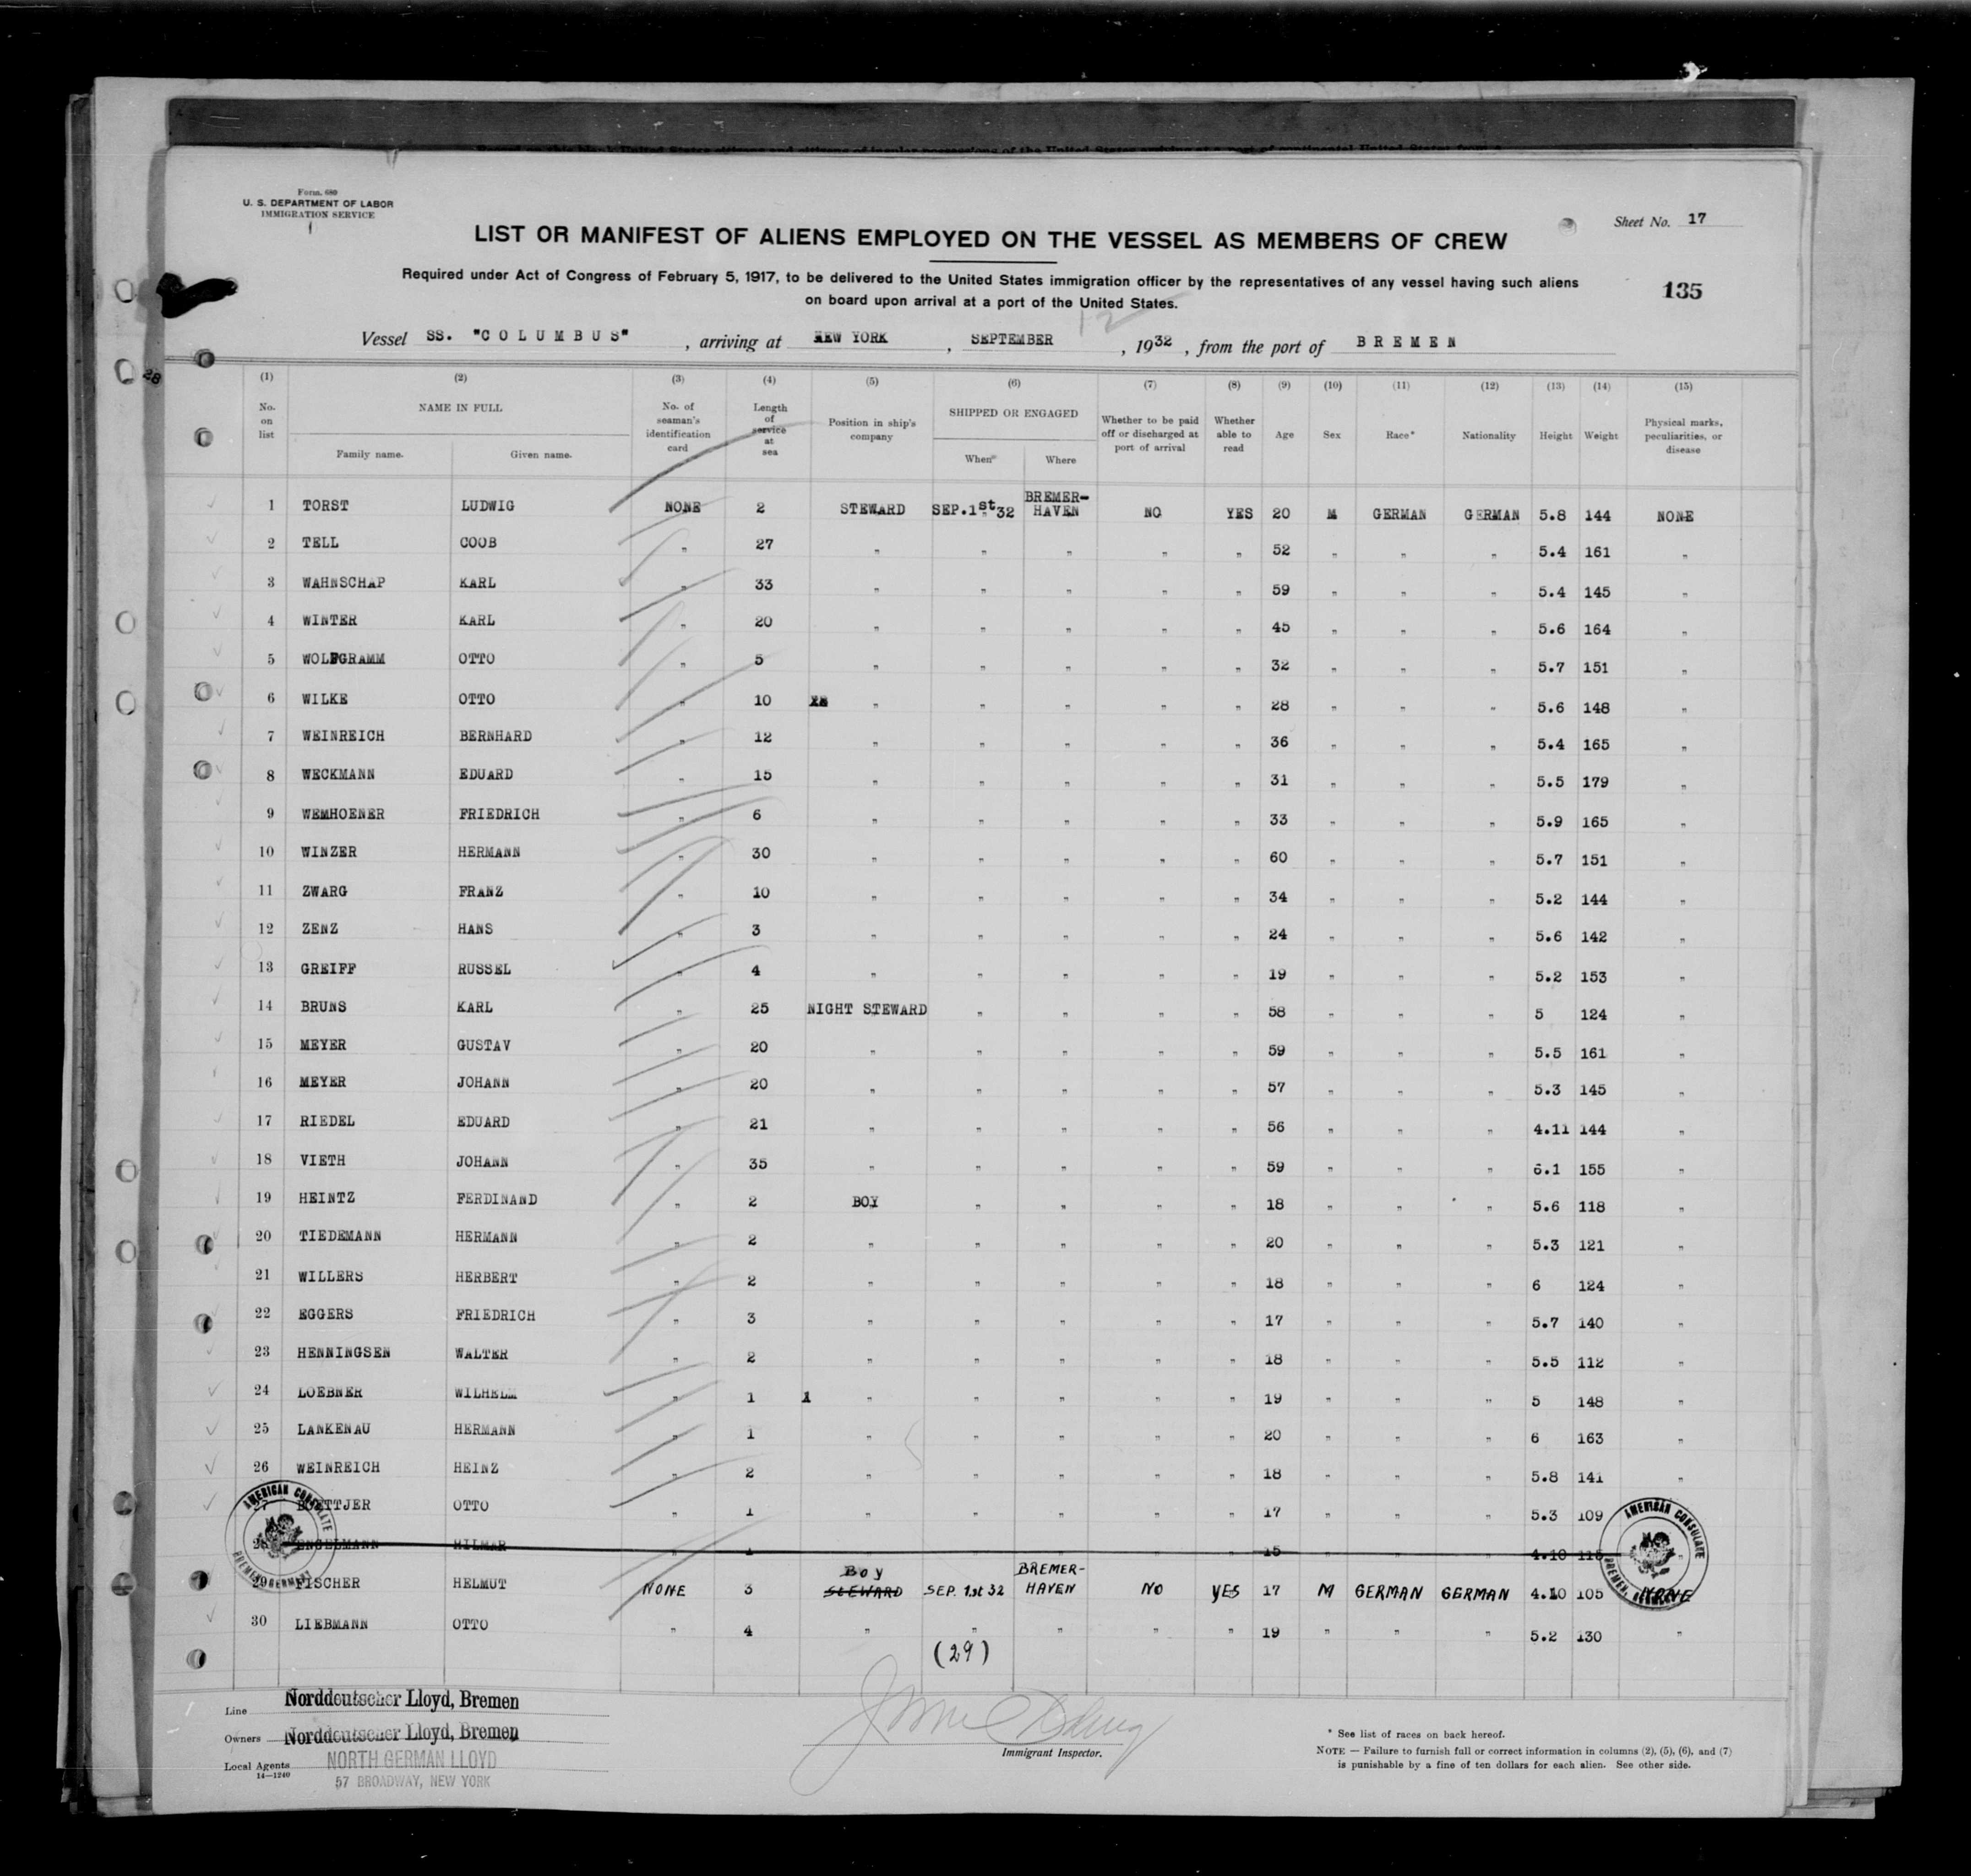 Form 680
U. S. DEPARTMENT OF LABOR
IMMIGRATION SERVICE
Sheet No. 17
LIST OR MANIFEST OF ALIENS EMPLOYED ON THE VESSEL AS MEMBERS OF CREW
Required under Act of Congress of February 5, 1917, to be delivered to the United States immigration officer by the representatives of any vessel having such aliens
on board upon arrival at a port of the United States.
135
12
Vessel SS. "COLUMBUS", arriving at NEW YORK, SEPTEMBER, 1932, from the port of BREMEN
28
(1) (2) (3) (4) (5) (6) (7) (8) (9) (10) (11) (12) (13) (14) (15)
No. on list NAME IN FULL Family name. Given name. No. of seaman's identification card Length of service at sea Position in ship's company SHIPPED OR ENGAGED When Where Whether to be paid off or discharged at port of arrival Whether able to read Age Sex Race* Nationality Height Weight Physical marks, peculiarities, or disease
1 TORST LUDWIG NONE 2 STEWARD SEP.1st 32 BREMER-HAVEN NO YES 20 M GERMAN GERMAN 5.8 144 NONE
2 TELL COOB " 27 " " " " " 52 " " " 5.4 161 "
3 WAHNSCHAP KARL " 33 " " " " " 59 " " " 5.4 145 "
4 WINTER KARL " 20 " " " " " 45 " " " 5.6 164 "
5 WOLFGRAMM OTTO " 5 " " " " " 32 " " " 5.7 151 "
6 WILKE OTTO " 10 " " " " " 28 " " " 5.6 148 "
7 WEINREICH BERNHARD " 12 " " " " " 36 " " " 5.4 165 "
8 WECKMANN EDUARD " 15 " " " " " 31 " " " 5.5 179 "
9 WEMHOENER FRIEDRICH " 6 " " " " " 33 " " " 5.9 165 "
10 WINZER HERMANN " 30 " " " " " 60 " " " 5.7 151 "
11 ZWARG FRANZ " 10 " " " " " 34 " " " 5.2 144 "
12 ZENZ HANS " 3 " " " " " 24 " " " 5.6 142 "
13 GREIFF RUSSEL " 4 " " " " " 19 " " " 5.2 153 "
14 BRUNS KARL " 25 NIGHT STEWARD " " " " 58 " " " 5 124 "
15 MEYER GUSTAV " 20 " " " " " 59 " " " 5.5 161 "
16 MEYER JOHANN " 20 " " " " " 57 " " " 5.3 145 "
17 RIEDEL EDUARD " 21 " " " " " 56 " " " 4.11 144 "
18 VIETH JOHANN " 35 " " " " " 59 " " " 6.1 155 "
19 HEINTZ FERDINAND " 2 BOY " " " " 18 " " " 5.6 118 "
20 TIEDEMANN HERMANN " 2 " " " " " 20 " " " 5.3 121 "
21 WILLERS HERBERT " 2 " " " " " 18 " " " 6 124 "
22 EGGERS FRIEDRICH " 3 " " " " " 17 " " " 5.7 140 "
23 HENNINGSEN WALTER " 2 " " " " " 18 " " " 5.5 112 "
24 LOEBNER WILHELM " 1 1 " " " " " 19 " " " 5 148 "
25 LANKENAU HERMANN " 1 " " " " " 20 " " " 6 163 "
26 WEINREICH HEINZ " 2 " " " " " 18 " " " 5.8 141 "
27 BOETTJER OTTO " 1 " " " " " 17 " " " 5.3 109 "
28 ENGELMANN HILMAR " 1 15 4.10 115 "
29 FISCHER HELMUT NONE 3 Boy STEWARD SEP. 1.st 32 BREMER-HAVEN NO YES 17 M GERMAN GERMAN 4.10 105 NONE
30 LIEBMANN OTTO " 4 " " " " " 19 " " " 5.2 130 "
(29)
AMERICAN CONSULATE BREMEN, GERMANY
AMERICAN CONSULATE BREMEN, GERMANY
Line Norddeutscher Lloyd, Bremen
Owners Norddeutscher Lloyd, Bremen
Local Agents NORTH GERMAN LLOYD
14—1240 57 BROADWAY, NEW YORK
Immigrant Inspector.
* See list of races on back hereof.
NOTE — Failure to furnish full or correct information in columns (2), (5), (6), and (7)
is punishable by a fine of ten dollars for each alien. See other side.